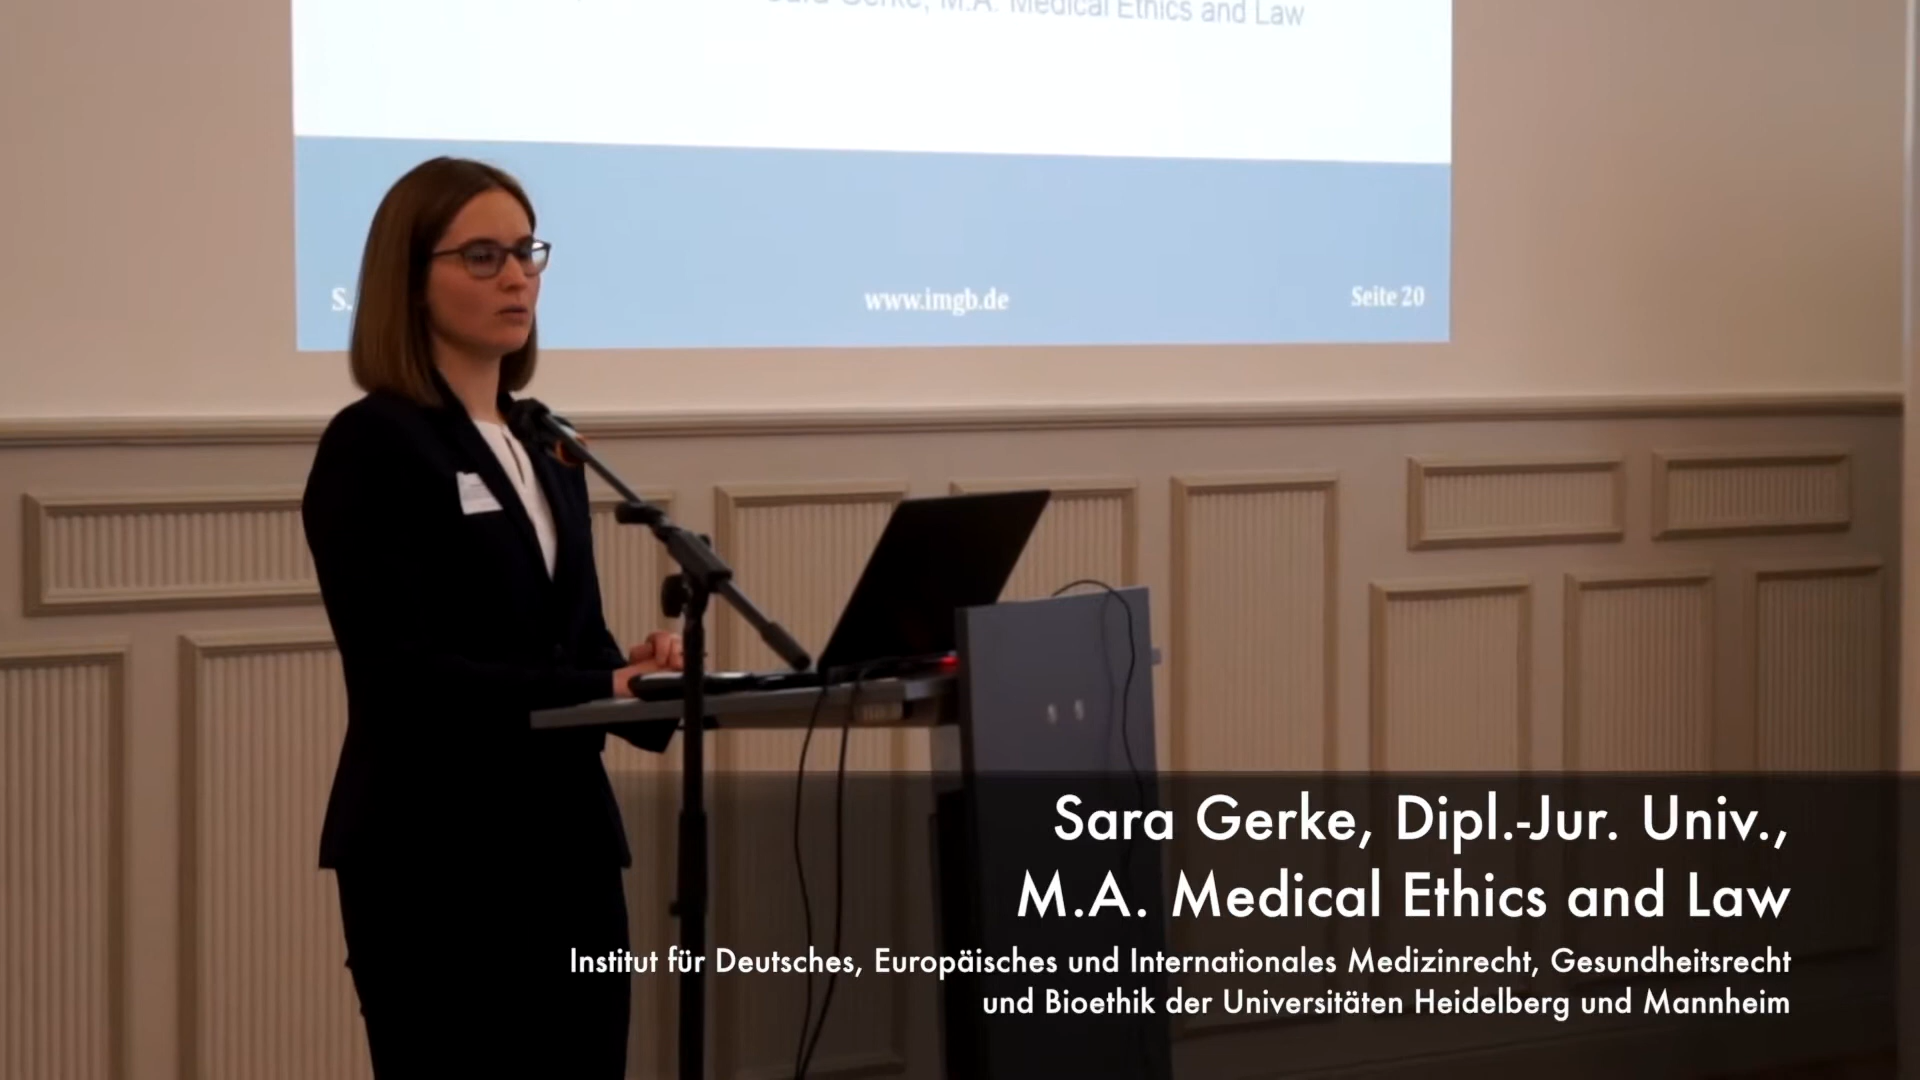 Gerke, M.A. Medical Ethics and Law
S.
www.imgb.de
Seite 20
Sara Gerke, Dipl.-Jur. Univ.,
M.A. Medical Ethics and Law
Institut für Deutsches, Europäisches und Internationales Medizinrecht, Gesundheitsrecht
und Bioethik der Universitäten Heidelberg und Mannheim